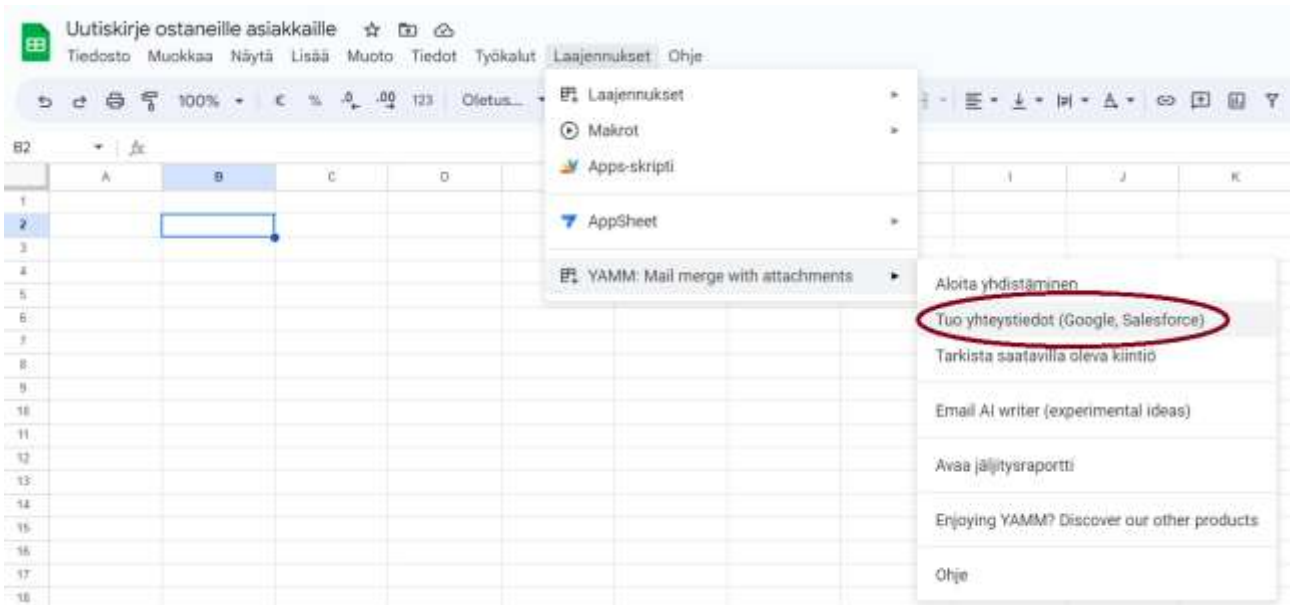 Uutiskirje ostaneille asiakkaille
Tiedosto Muokkaa Näytä Lisää Muoto Tiedot Työkalut Laajennukset Ohje
100% € % .0 .00 123 Oletus...
B2 fx
A B C D I J K
1
2
3
4
5
6
7
8
9
10
11
12
13
14
15
16
17
18
Laajennukset
Makrot
Apps-skripti
AppSheet
YAMM: Mail merge with attachments
Aloita yhdistäminen
Tuo yhteystiedot (Google, Salesforce)
Tarkista saatavilla oleva kiintiö
Email AI writer (experimental ideas)
Avaa jäljitysraportti
Enjoying YAMM? Discover our other products
Ohje